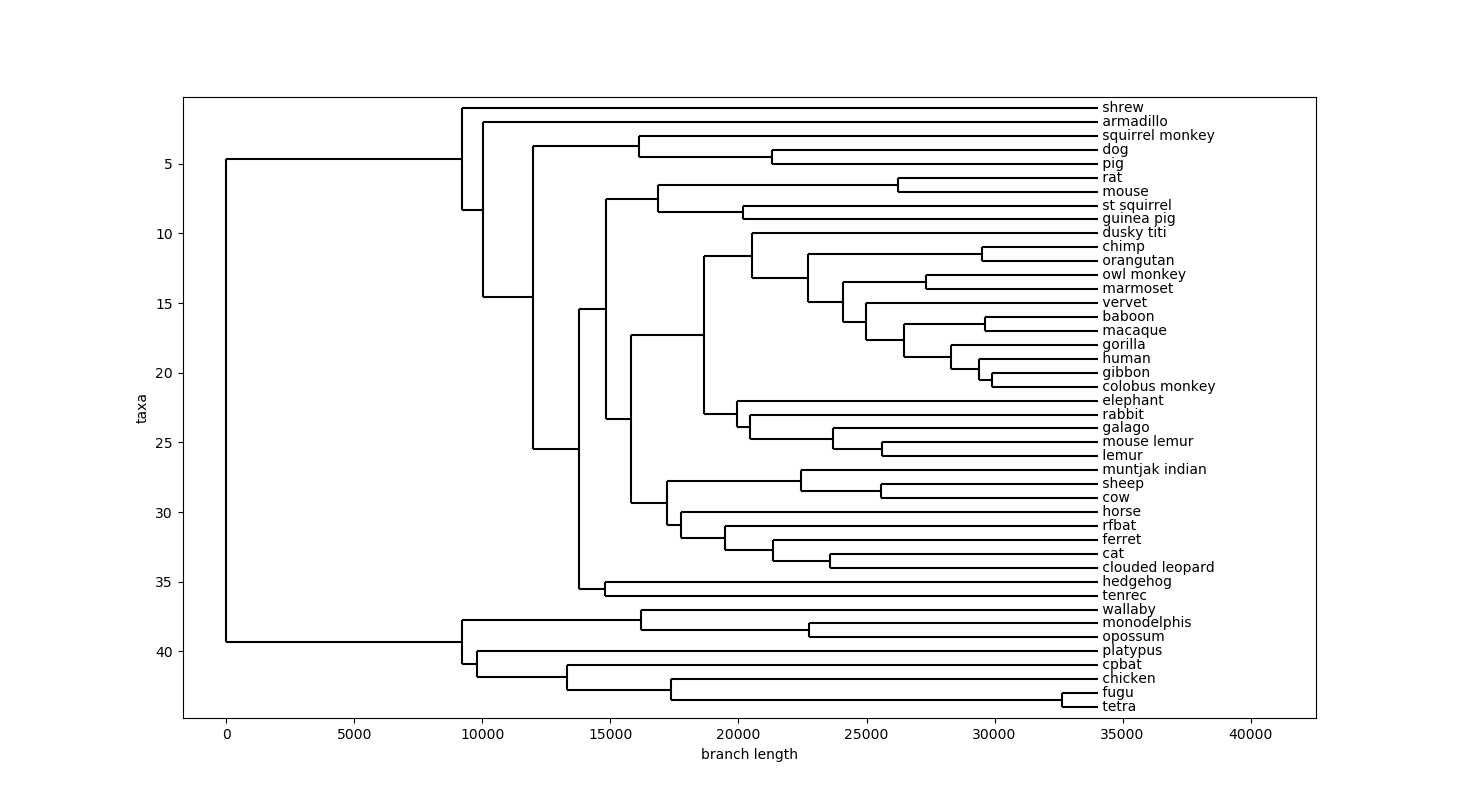 shrew
armadillo
squirrel monkey
dog
5
pig
rat
mouse
st squirrel
guinea pig
10
dusky titi
chimp
orangutan
owl monkey
marmoset
15
vervet
baboon
macaque
gorilla
human
20
gibbon
colobus monkey
elephant
taxa
rabbit
galago
25
mouse lemur
lemur
muntjak indian
sheep
cow
30
horse
rfbat
ferret
cat
clouded leopard
35
hedgehog
tenrec
wallaby
monodelphis
opossum
40
platypus
cpbat
chicken
fugu
tetra
0 5000 10000 15000 20000 25000 30000 35000 40000
branch length